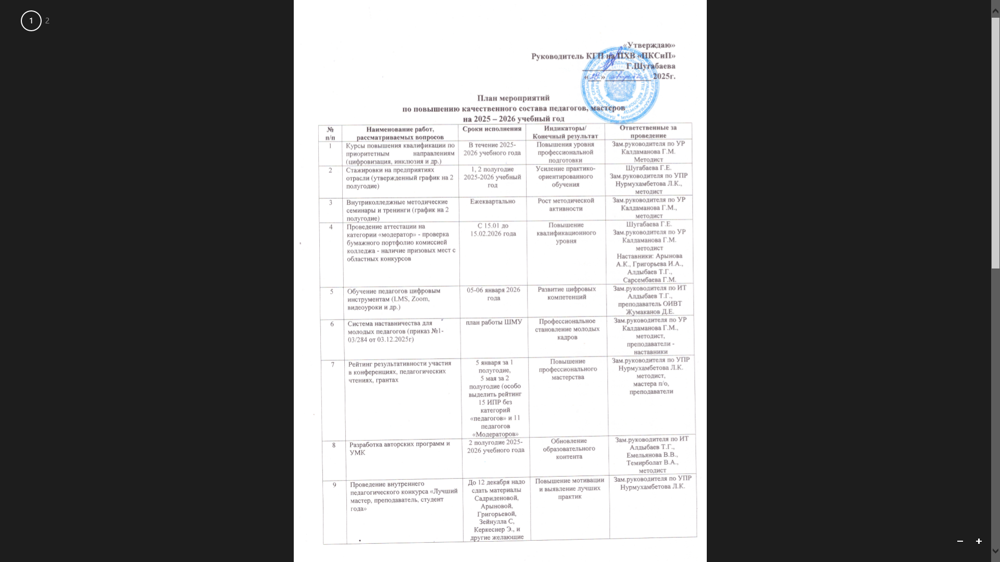 1 2
«Утверждаю»
Руководитель КГП на ПХВ «ПКСиП»
Г.Шугабаева
« » 2025г.
План мероприятий
по повышению качественного состава педагогов, мастеров
на 2025 – 2026 учебный год
№ п/п
Наименование работ,
рассматриваемых вопросов
Сроки исполнения
Индикаторы/
Конечный результат
Ответственные за
проведение
1
Курсы повышения квалификации по
приоритетным направлениям
(цифровизация, инклюзия и др.)
В течение 2025-
2026 учебного года
Повышения уровня
профессиональной
подготовки
Зам.руководителя по УР
Калдаманова Г.М.
Методист
2
Стажировки на предприятиях
отрасли (утвержденный график на 2
полугодие)
1, 2 полугодие
2025-2026 учебный
год
Усиление практико-
ориентированного
обучения
Шугабаева Г.Е.
Зам.руководителя по УПР
Нурмухамбетова Л.К.,
методист
3
Внутриколледжные методические
семинары и тренинги (график на 2
полугодие)
Ежеквартально
Рост методической
активности
Зам.руководителя по УР
Калдаманова Г.М.,
методист
4
Проведение аттестации на
категории «модератор» - проверка
бумажного портфолио комиссией
колледжа - наличие призовых мест с
областных конкурсов
С 15.01 до
15.02.2026 года
Повышение
квалификационного
уровня
Шугабаева Г.Е.
Зам.руководителя по УР
Калдаманова Г.М.
методист
Наставники: Арынова
А.К., Григорьева И.А.,
Алдыбаев Т.Г.,
Сарсембаева Г.М.
5
Обучение педагогов цифровым
инструментам (LMS, Zoom,
видеоуроки и др.)
05-06 января 2026
года
Развитие цифровых
компетенций
Зам.руководителя по ИТ
Алдыбаев Т.Г.,
преподаватель ОИВТ
Жумаканов Д.Е.
6
Система наставничества для
молодых педагогов (приказ №1-
03/284 от 03.12.2025г)
план работы ШМУ
Профессиональное
становление молодых
кадров
Зам.руководителя по УР
Калдаманова Г.М.,
методист,
преподаватели -
наставники
7
Рейтинг результативности участия
в конференциях, педагогических
чтениях, грантах
5 января за 1
полугодие,
5 мая за 2
полугодие (особо
выделить рейтинг
15 ИПР без
категорий
«педагогов» и 11
педагогов
«Модераторов»
Повышение
профессионального
мастерства
Зам.руководителя по УПР
Нурмухамбетова Л.К.
методист,
мастера п/о,
преподаватели
8
Разработка авторских программ и
УМК
2 полугодие 2025-
2026 учебного года
Обновление
образовательного
контента
Зам.руководителя по ИТ
Алдыбаев Т.Г.,
Емельянова В.В.,
Темирболат В.А.,
методист
9
Проведение внутреннего
педагогического конкурса «Лучший
мастер, преподаватель, студент
года»
До 12 декабря надо
сдать материалы
Садриденовой,
Арыновой,
Григорьевой,
Зейнулла С,
Керкеснер Э., и
другие желающие
Повышение мотивации
и выявление лучших
практик
Зам.руководителя по УПР
Нурмухамбетова Л.К.